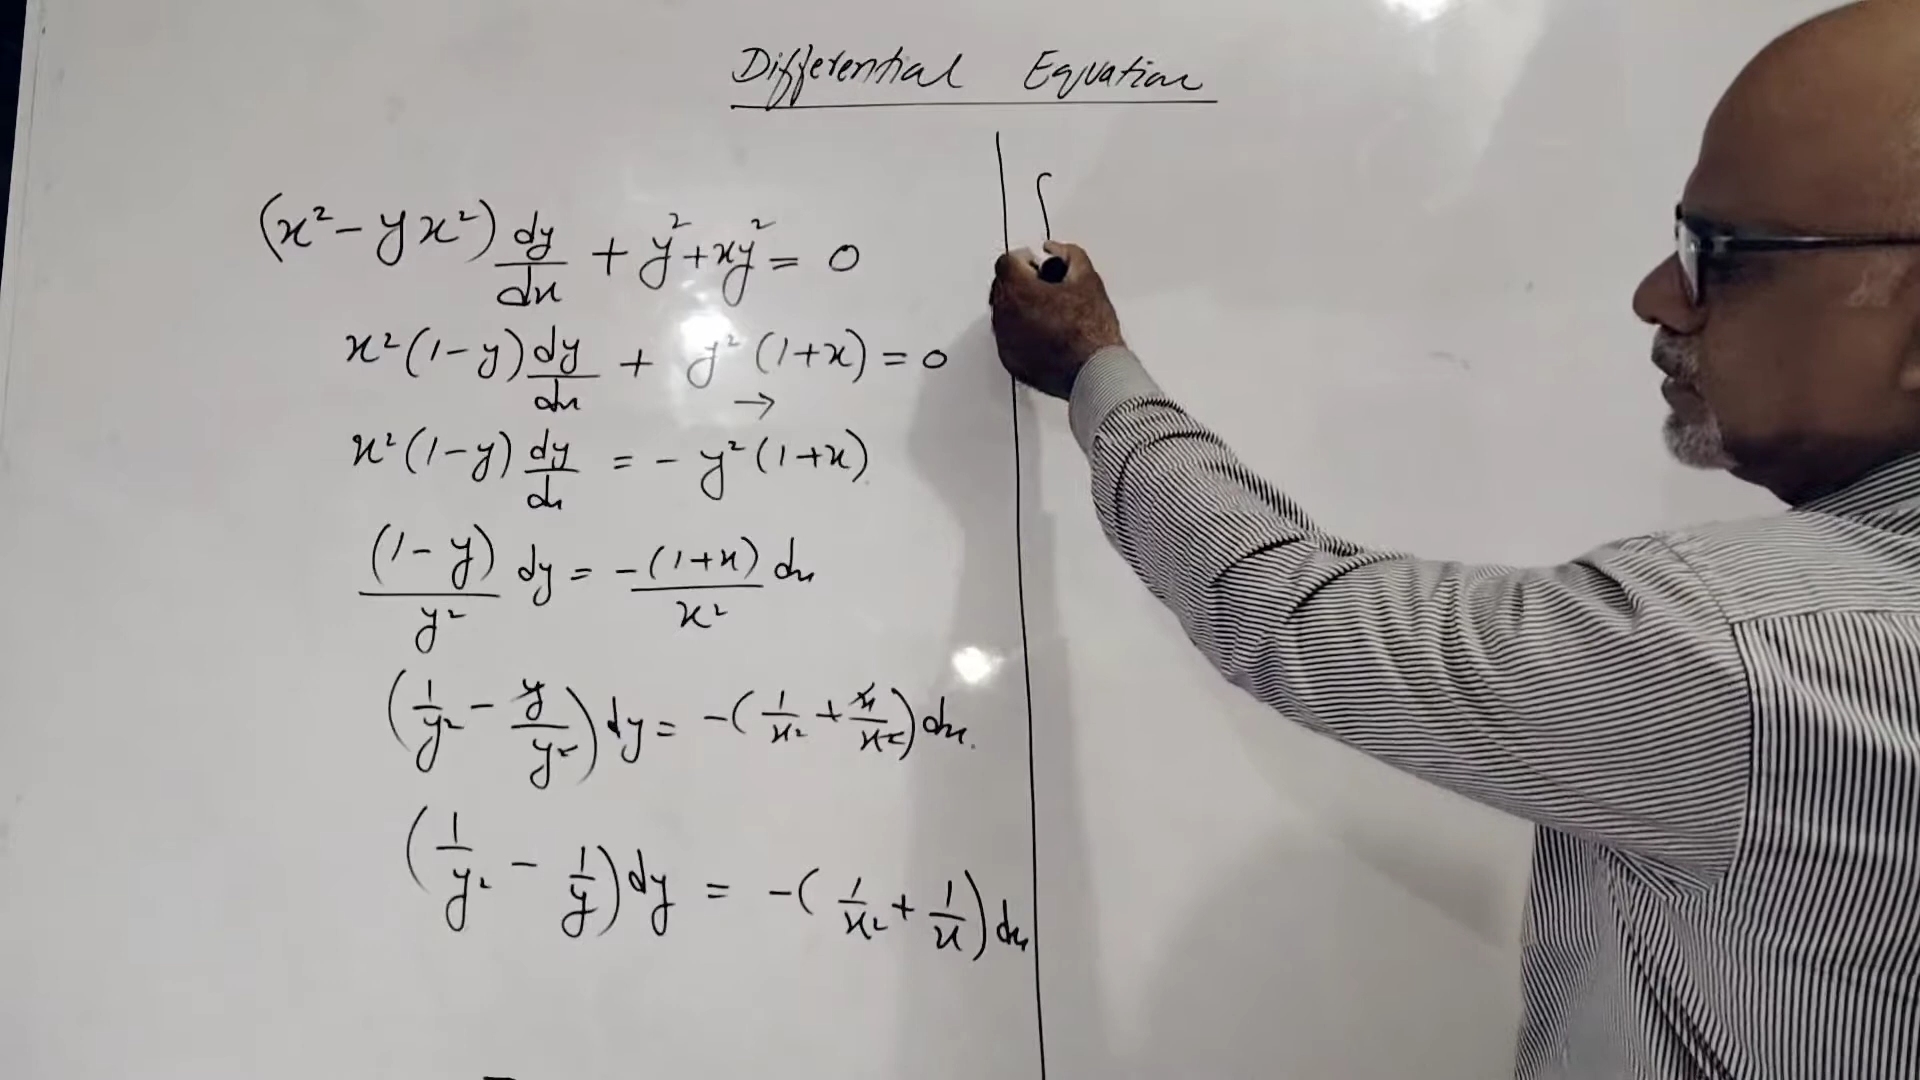 Differential Equation
(x² - yx²) dy/dx + y² + xy² = 0
x²(1-y) dy/dx + y²(1+x) = 0
→
x²(1-y) dy/dx = - y²(1+x)
(1-y)/y² dy = -(1+x)/x² dx
(1/y² - y/y²) dy = -(1/x² + x/x²) dx.
(1/y² - 1/y) dy = -(1/x² + 1/x) dx
∫